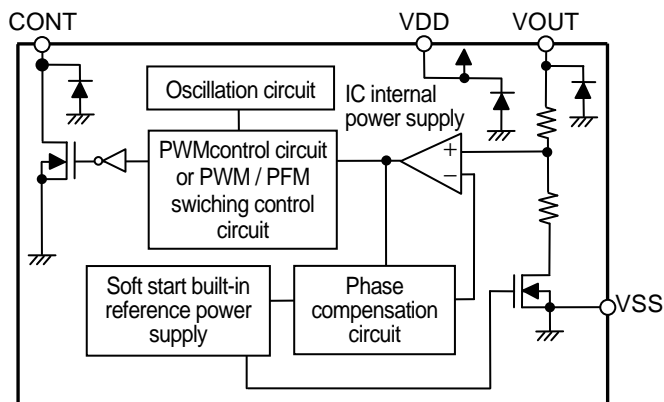 CONT
VDD
VOUT
Oscillation circuit
IC internal
power supply
PWMcontrol circuit
or PWM / PFM
swiching control
circuit
+
−
Soft start built-in
reference power
supply
Phase
compensation
circuit
VSS